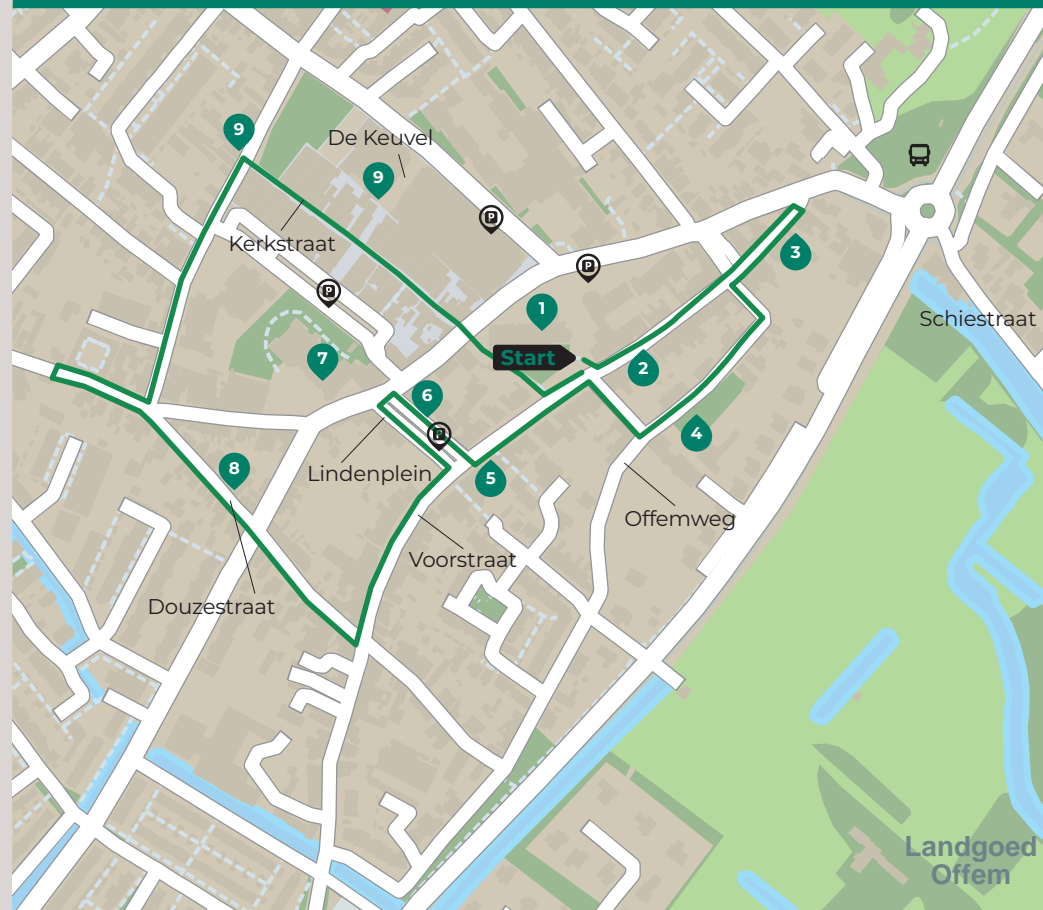 9
De Keuvel
9
P
Kerkstraat
P
3
P
1
Schiestraat
7
Start
2
6
4
P
8
Lindenplein
5
Offemweg
Voorstraat
Douzestraat
Landgoed
Offem